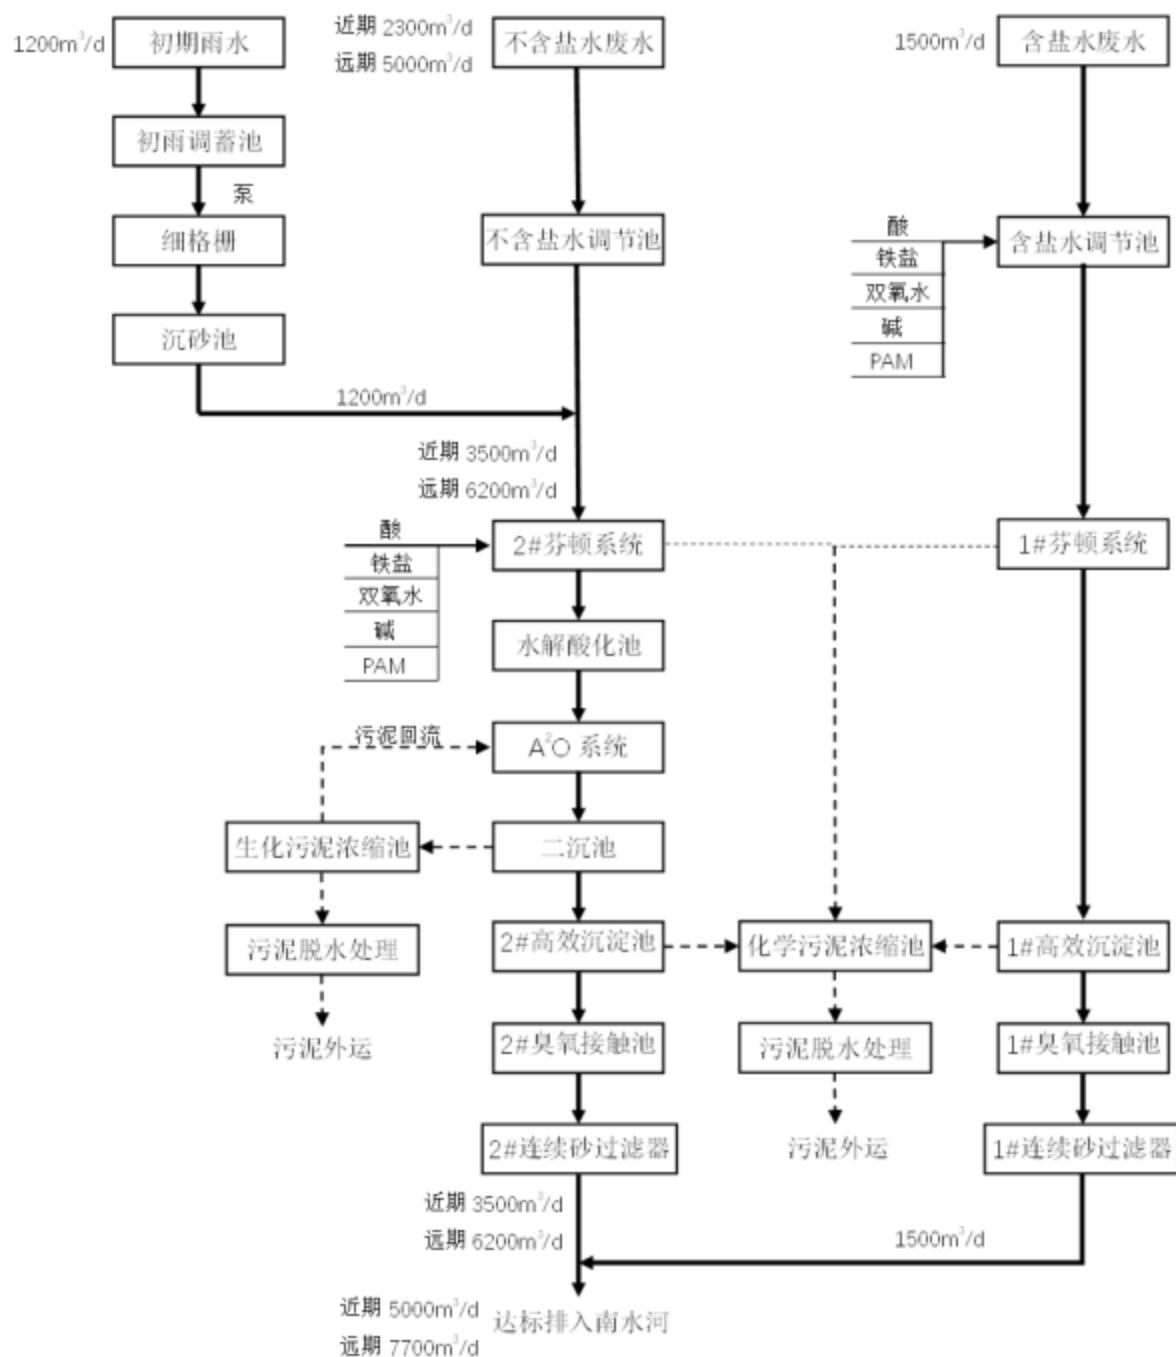 1200m³/d
初期雨水
近期 2300m³/d
远期 5000m³/d
不含盐水废水
1500m³/d
含盐水废水
初雨调蓄池
泵
细格栅
不含盐水调节池
酸
铁盐
双氧水
碱
PAM
含盐水调节池
沉砂池
1200m³/d
近期 3500m³/d
远期 6200m³/d
酸
铁盐
双氧水
碱
PAM
2#芬顿系统
1#芬顿系统
水解酸化池
污泥回流
A²O 系统
生化污泥浓缩池
二沉池
污泥脱水处理
2#高效沉淀池
化学污泥浓缩池
1#高效沉淀池
污泥外运
2#臭氧接触池
污泥脱水处理
1#臭氧接触池
2#连续砂过滤器
污泥外运
1#连续砂过滤器
近期 3500m³/d
远期 6200m³/d
1500m³/d
近期 5000m³/d
远期 7700m³/d
达标排入南水河